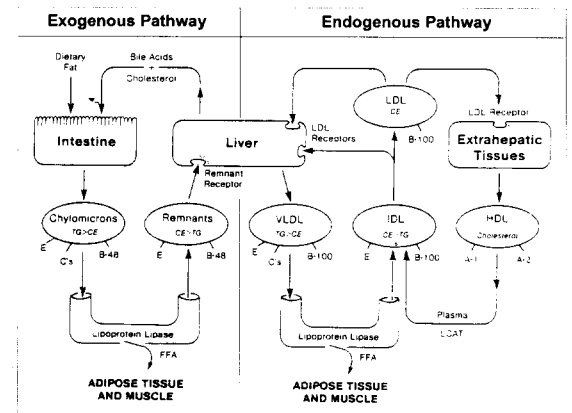 Exogenous Pathway
Endogenous Pathway
Dietary
Fat
Bile Acids
+
Cholesterol
Intestine
Liver
Remnant
Receptor
LDL
Receptors
LDL
CE
B-100
LDL Receptor
Extrahepatic
Tissues
Chylomicrons
TG>CE
E
C's
B-48
Remnants
CE>TG
E
B-48
VLDL
TG>CE
E
C's
B-100
IDL
E
B-100
HDL
Cholesterol
A-1
A-2
Lipoprotein Lipase
FFA
ADIPOSE TISSUE
AND MUSCLE
Lipoprotein Lipase
FFA
ADIPOSE TISSUE
AND MUSCLE
Plasma
LCAT